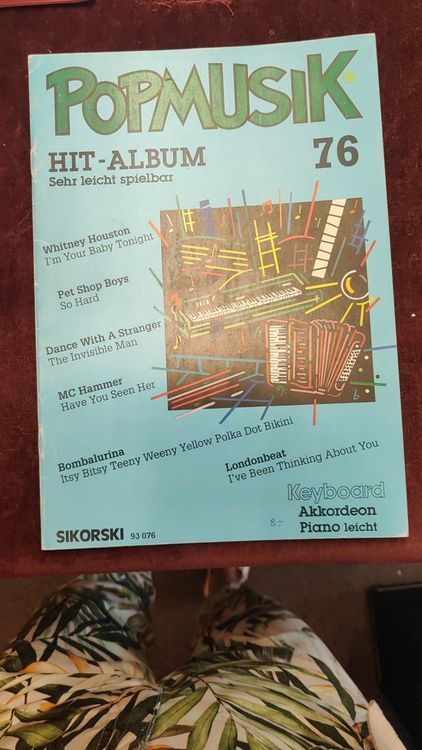 POPMUSIK
HIT-ALBUM 76
Sehr leicht spielbar
Whitney Houston
I'm Your Baby Tonight
Pet Shop Boys
So Hard
Dance With A Stranger
The Invisible Man
MC Hammer
Have You Seen Her
Bombalurina
Itsy Bitsy Teeny Weeny Yellow Polka Dot Bikini
Londonbeat
I've Been Thinking About You
Keyboard
Akkordeon
Piano leicht
8.-
SIKORSKI 93 076